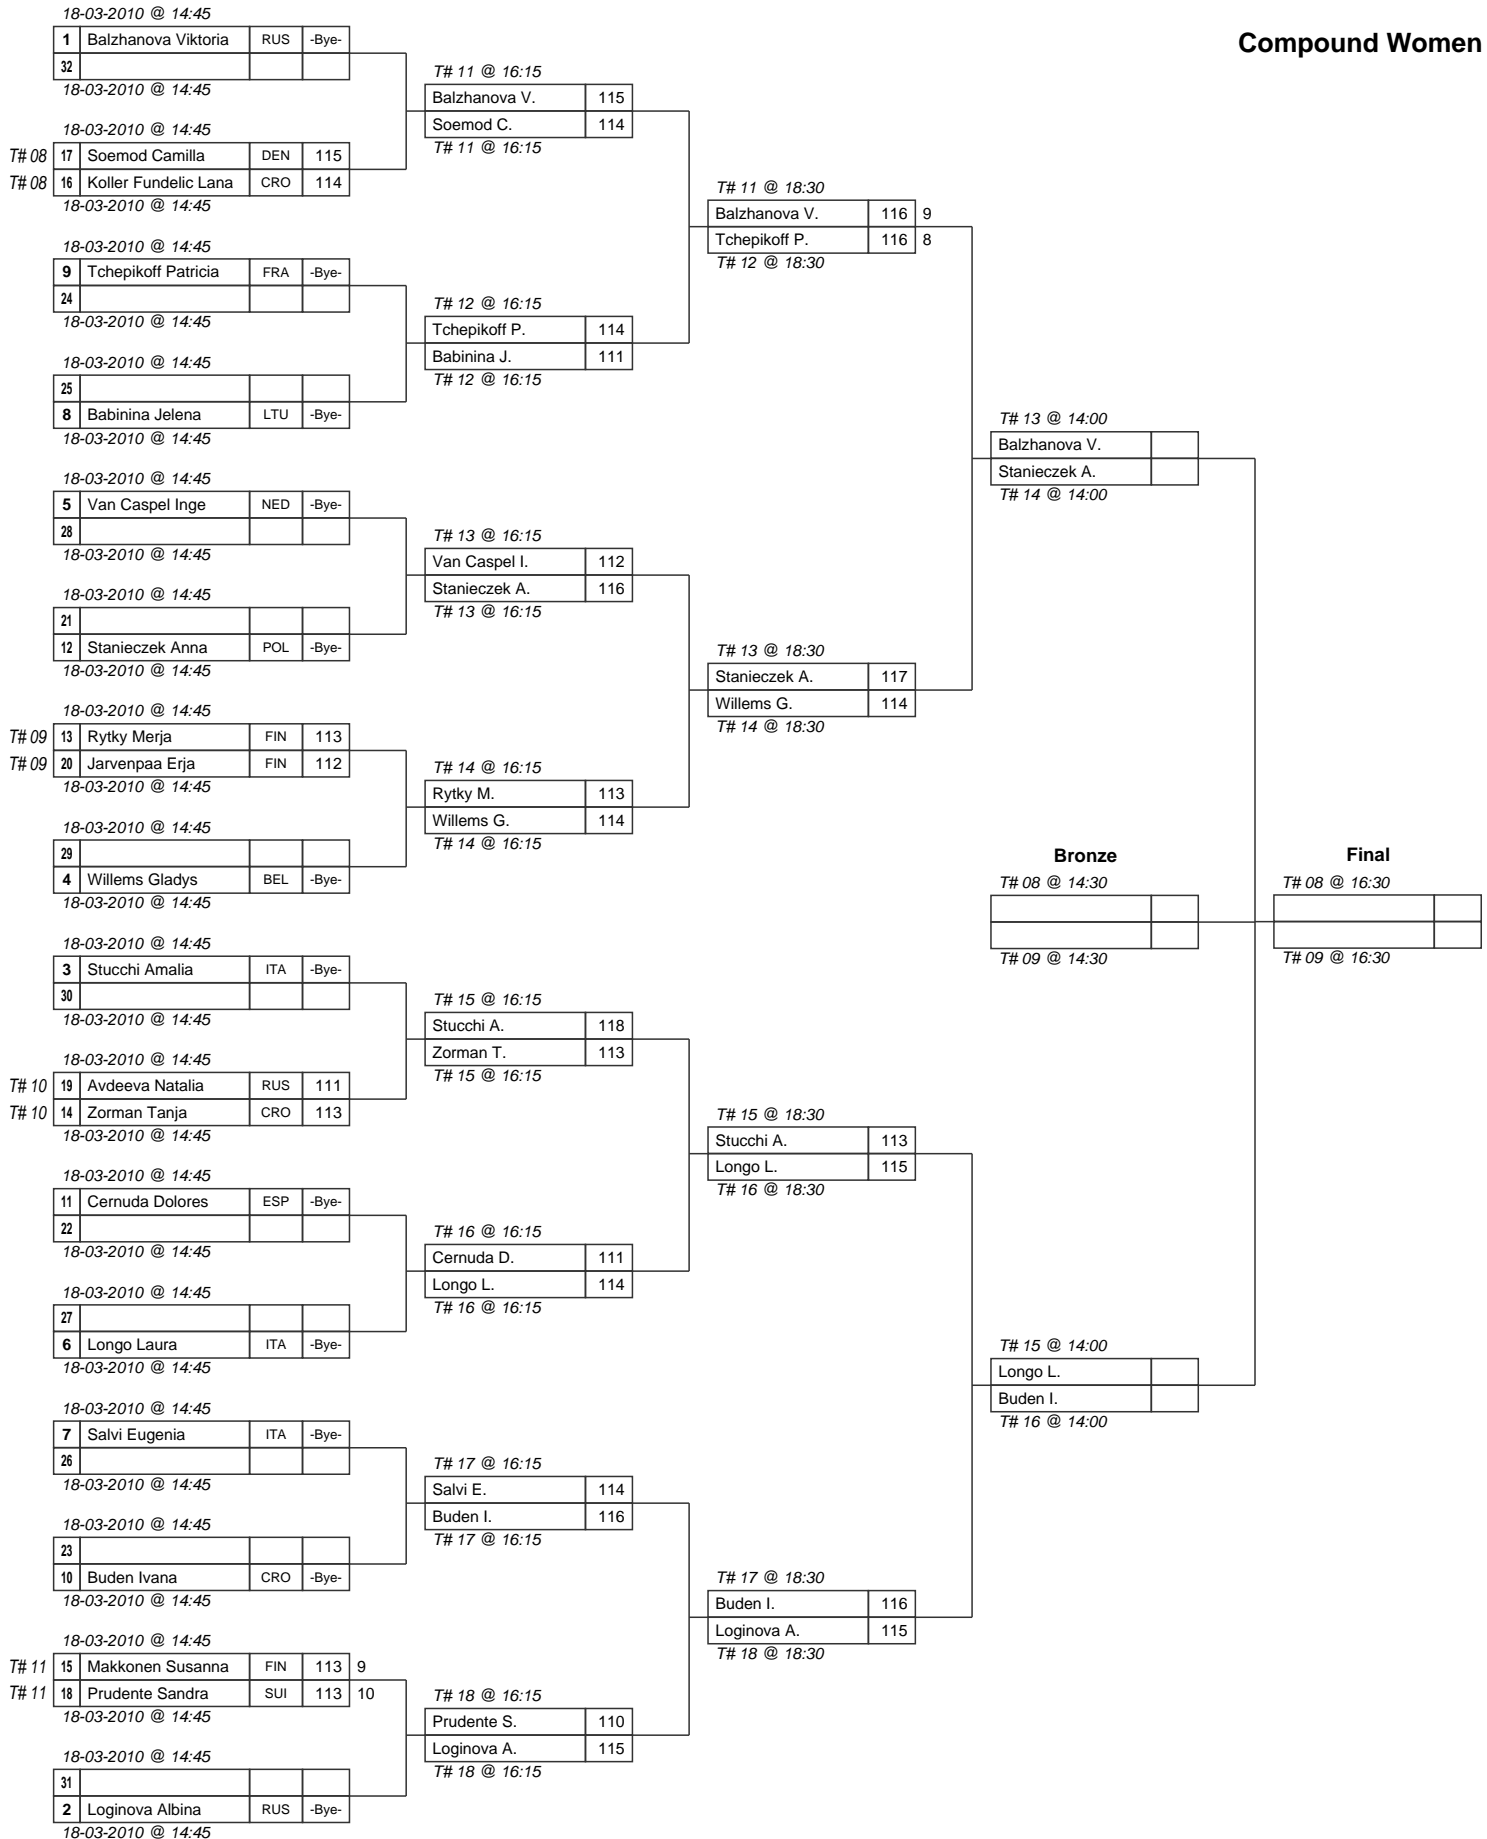 Compound Women
18-03-2010 @ 14:45
1 Balzhanova Viktoria RUS -Bye-
32
18-03-2010 @ 14:45
18-03-2010 @ 14:45
T# 08 17 Soemod Camilla DEN 115
T# 08 16 Koller Fundelic Lana CRO 114
18-03-2010 @ 14:45
18-03-2010 @ 14:45
9 Tchepikoff Patricia FRA -Bye-
24
18-03-2010 @ 14:45
18-03-2010 @ 14:45
25
8 Babinina Jelena LTU -Bye-
18-03-2010 @ 14:45
18-03-2010 @ 14:45
5 Van Caspel Inge NED -Bye-
28
18-03-2010 @ 14:45
18-03-2010 @ 14:45
21
12 Stanieczek Anna POL -Bye-
18-03-2010 @ 14:45
18-03-2010 @ 14:45
T# 09 13 Rytky Merja FIN 113
T# 09 20 Jarvenpaa Erja FIN 112
18-03-2010 @ 14:45
18-03-2010 @ 14:45
29
4 Willems Gladys BEL -Bye-
18-03-2010 @ 14:45
18-03-2010 @ 14:45
3 Stucchi Amalia ITA -Bye-
30
18-03-2010 @ 14:45
18-03-2010 @ 14:45
T# 10 19 Avdeeva Natalia RUS 111
T# 10 14 Zorman Tanja CRO 113
18-03-2010 @ 14:45
18-03-2010 @ 14:45
11 Cernuda Dolores ESP -Bye-
22
18-03-2010 @ 14:45
18-03-2010 @ 14:45
27
6 Longo Laura ITA -Bye-
18-03-2010 @ 14:45
18-03-2010 @ 14:45
7 Salvi Eugenia ITA -Bye-
26
18-03-2010 @ 14:45
18-03-2010 @ 14:45
23
10 Buden Ivana CRO -Bye-
18-03-2010 @ 14:45
18-03-2010 @ 14:45
T# 11 15 Makkonen Susanna FIN 113 9
T# 11 18 Prudente Sandra SUI 113 10
18-03-2010 @ 14:45
18-03-2010 @ 14:45
31
2 Loginova Albina RUS -Bye-
18-03-2010 @ 14:45
T# 11 @ 16:15
Balzhanova V. 115
Soemod C. 114
T# 11 @ 16:15
T# 12 @ 16:15
Tchepikoff P. 114
Babinina J. 111
T# 12 @ 16:15
T# 13 @ 16:15
Van Caspel I. 112
Stanieczek A. 116
T# 13 @ 16:15
T# 14 @ 16:15
Rytky M. 113
Willems G. 114
T# 14 @ 16:15
T# 15 @ 16:15
Stucchi A. 118
Zorman T. 113
T# 15 @ 16:15
T# 16 @ 16:15
Cernuda D. 111
Longo L. 114
T# 16 @ 16:15
T# 17 @ 16:15
Salvi E. 114
Buden I. 116
T# 17 @ 16:15
T# 18 @ 16:15
Prudente S. 110
Loginova A. 115
T# 18 @ 16:15
T# 11 @ 18:30
Balzhanova V. 116 9
Tchepikoff P. 116 8
T# 12 @ 18:30
T# 13 @ 18:30
Stanieczek A. 117
Willems G. 114
T# 14 @ 18:30
T# 15 @ 18:30
Stucchi A. 113
Longo L. 115
T# 16 @ 18:30
T# 17 @ 18:30
Buden I. 116
Loginova A. 115
T# 18 @ 18:30
T# 13 @ 14:00
Balzhanova V.
Stanieczek A.
T# 14 @ 14:00
T# 15 @ 14:00
Longo L.
Buden I.
T# 16 @ 14:00
Bronze
T# 08 @ 14:30
T# 09 @ 14:30
Final
T# 08 @ 16:30
T# 09 @ 16:30